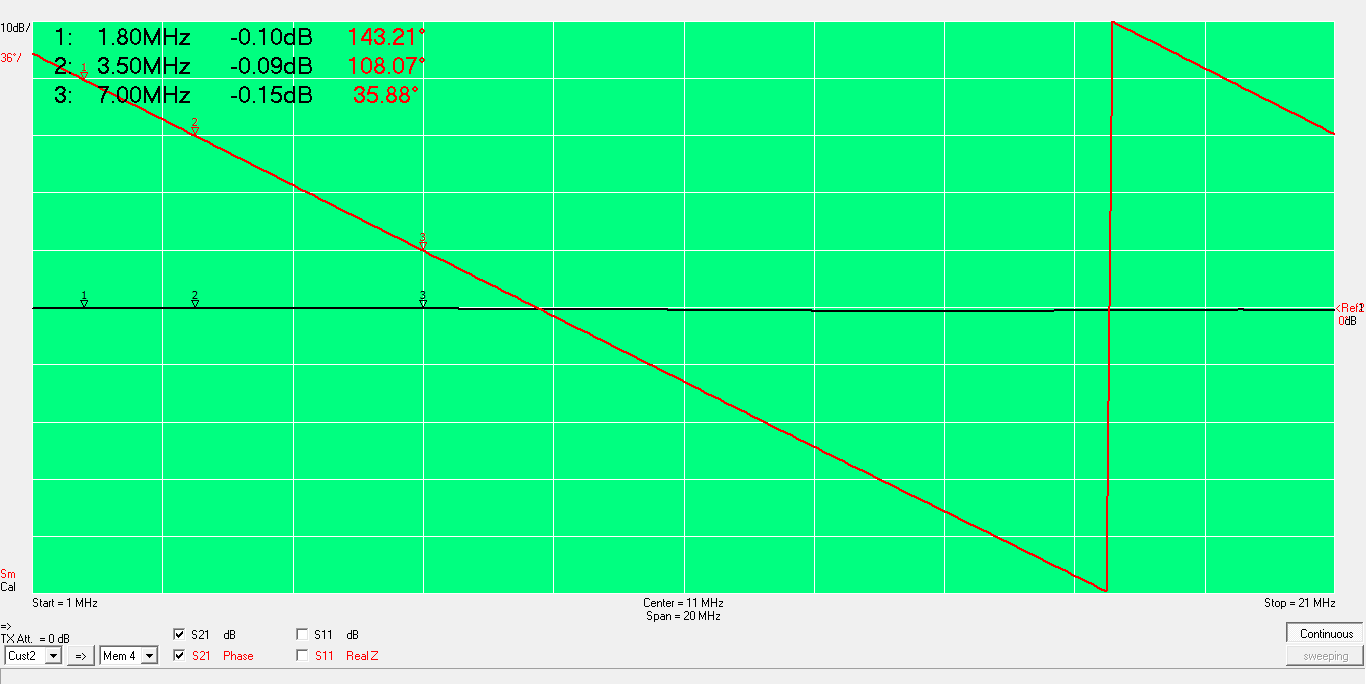 10dB/
36°/
1: 1.80MHz -0.10dB 143.21°
2: 3.50MHz -0.09dB 108.07°
3: 7.00MHz -0.15dB 35.88°
1
2
3
1
2
3
<Ref
0dB
Sm
Cal
Start = 1 MHz
Center = 11 MHz
Span = 20 MHz
Stop = 21 MHz
=>
TX Att. = 0 dB
S21 dB
S11 dB
Cust2
=>
Mem 4
S21 Phase
S11 Real Z
Continuous
sweeping